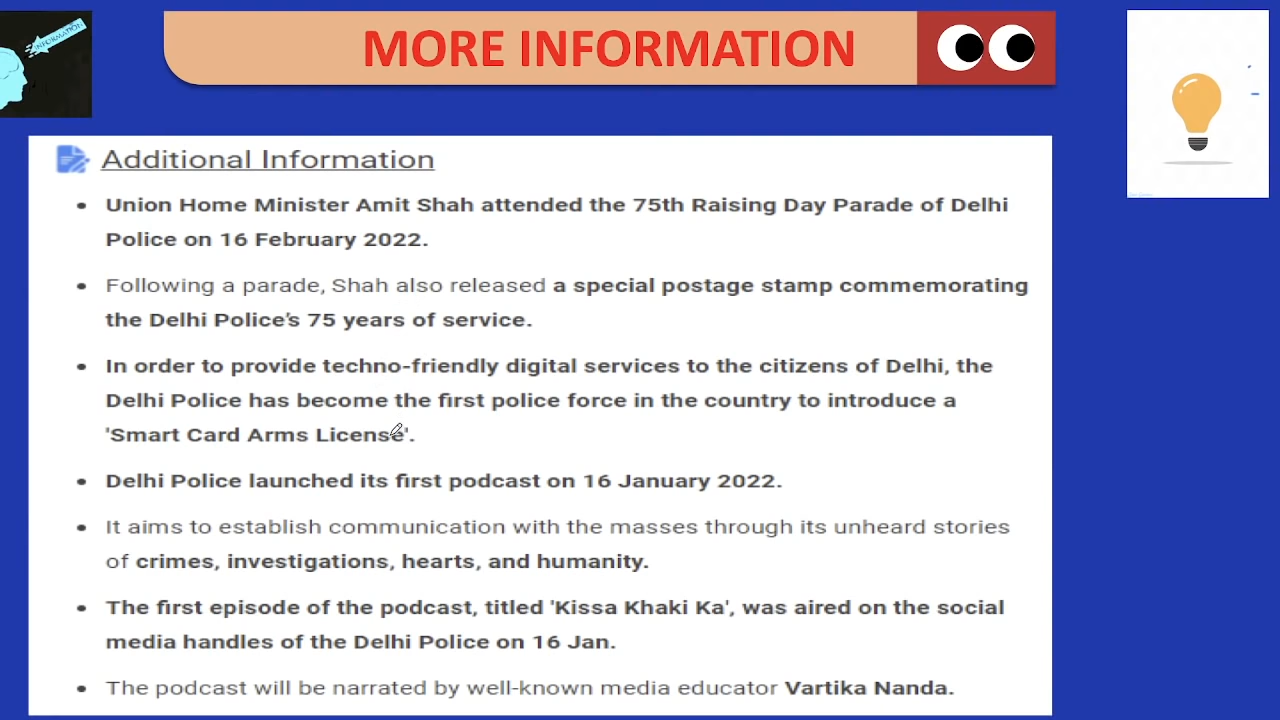 INFORMATION
MORE INFORMATION
Additional Information
• Union Home Minister Amit Shah attended the 75th Raising Day Parade of Delhi
Police on 16 February 2022.
• Following a parade, Shah also released a special postage stamp commemorating
the Delhi Police's 75 years of service.
• In order to provide techno-friendly digital services to the citizens of Delhi, the
Delhi Police has become the first police force in the country to introduce a
'Smart Card Arms License'.
• Delhi Police launched its first podcast on 16 January 2022.
• It aims to establish communication with the masses through its unheard stories
of crimes, investigations, hearts, and humanity.
• The first episode of the podcast, titled 'Kissa Khaki Ka', was aired on the social
media handles of the Delhi Police on 16 Jan.
• The podcast will be narrated by well-known media educator Vartika Nanda.